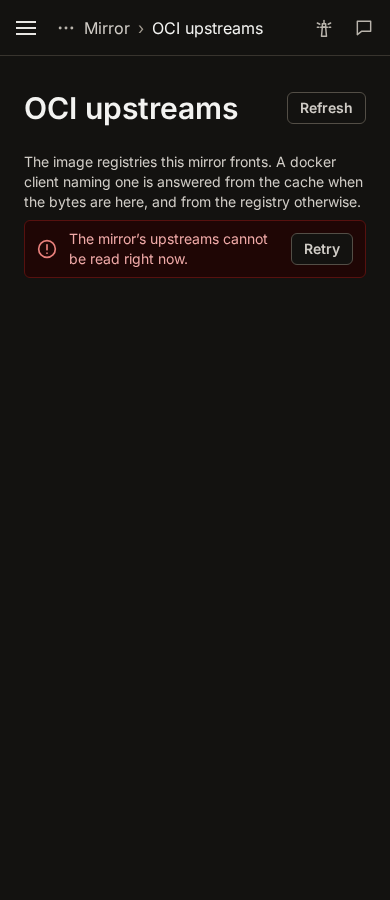 Mirror › OCI upstreams
OCI upstreams
Refresh
The image registries this mirror fronts. A docker
client naming one is answered from the cache when
the bytes are here, and from the registry otherwise.
The mirror’s upstreams cannot
be read right now.
Retry